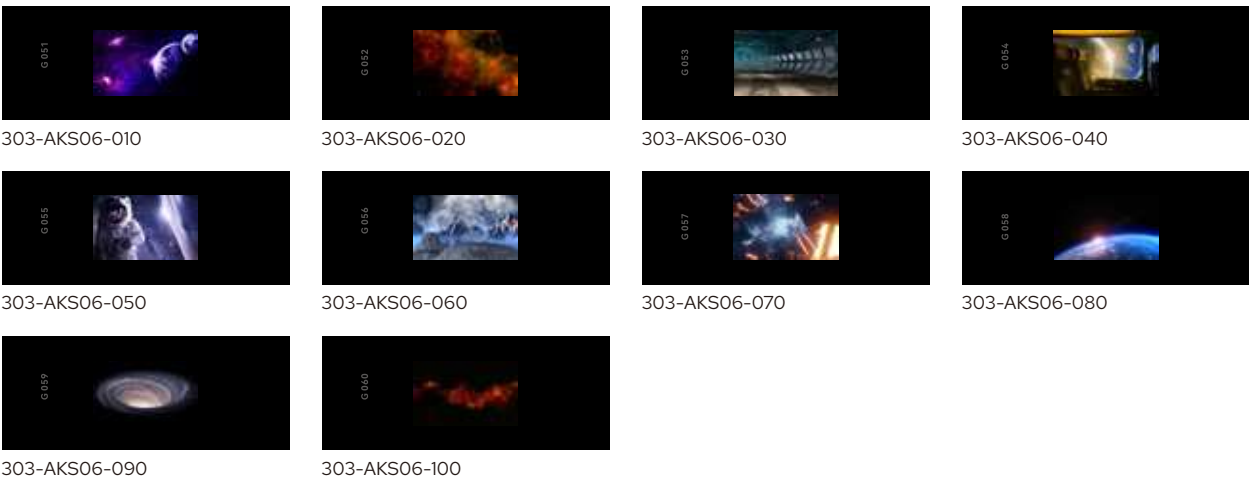 G 051
G 052
G 053
G 054
303-AKS06-010
303-AKS06-020
303-AKS06-030
303-AKS06-040
G 055
G 056
G 057
G 058
303-AKS06-050
303-AKS06-060
303-AKS06-070
303-AKS06-080
G 059
G 060
303-AKS06-090
303-AKS06-100